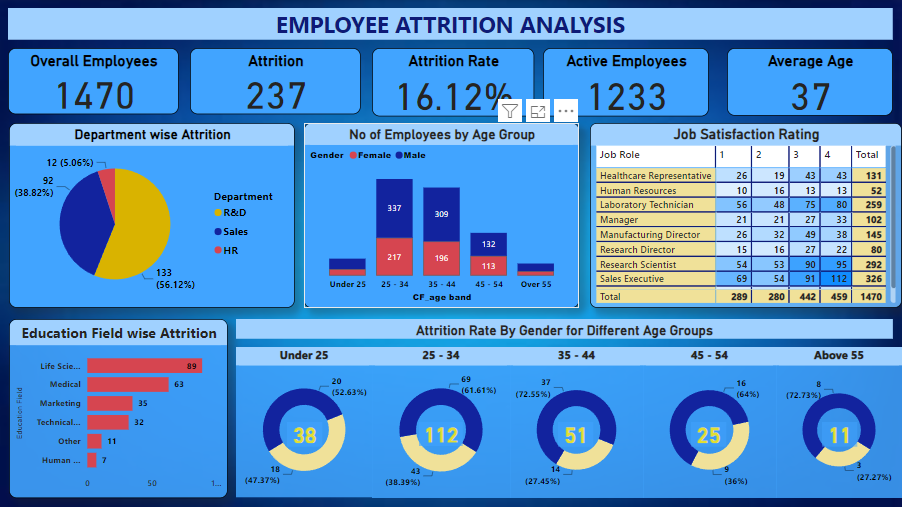 EMPLOYEE ATTRITION ANALYSIS
Overall Employees
1470
Attrition
237
Attrition Rate
16.12%
Active Employees
1233
Average Age
37
Department wise Attrition
12 (5.06%)
92
(38.82%)
133
(56.12%)
Department
R&D
Sales
HR
No of Employees by Age Group
Gender Female Male
337
217
309
196
132
113
Under 25 25 - 34 35 - 44 45 - 54 Over 55
CF_age band
Job Satisfaction Rating
Job Role 1 2 3 4 Total
Healthcare Representative 26 19 43 43 131
Human Resources 10 16 13 13 52
Laboratory Technician 56 48 75 80 259
Manager 21 21 27 33 102
Manufacturing Director 26 32 49 38 145
Research Director 15 16 27 22 80
Research Scientist 54 53 90 95 292
Sales Executive 69 54 91 112 326
Total 289 280 442 459 1470
Education Field wise Attrition
Education Field
Life Scie... 89
Medical 63
Marketing 35
Technical... 32
Other 11
Human ... 7
0 50 1...
Attrition Rate By Gender for Different Age Groups
Under 25
20
(52.63%)
38
18
(47.37%)
25 - 34
69
(61.61%)
112
43
(38.39%)
35 - 44
37
(72.55%)
51
14
(27.45%)
45 - 54
16
(64%)
25
9
(36%)
Above 55
8
(72.73%)
11
3
(27.27%)